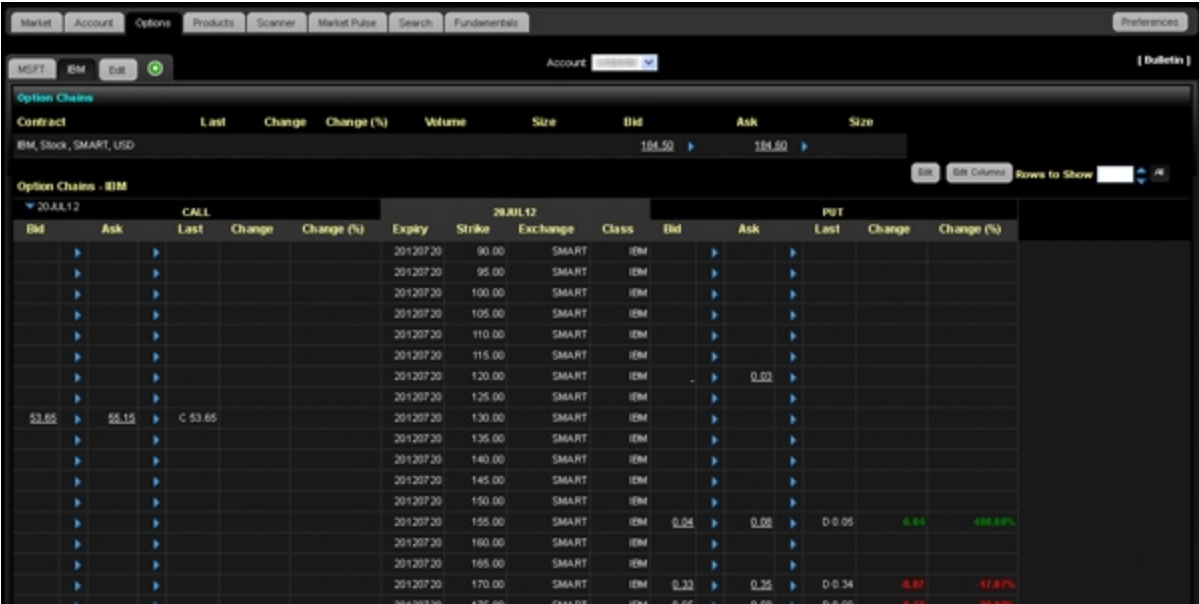 Market Account Options Products Scanner Market Pulse Search Fundamentals Preferences
MSFT IBM Edit Account [ Bulletin ]
Option Chains
Contract Last Change Change (%) Volume Size Bid Ask Size
IBM, Stock, SMART, USD 184.50 184.60
Edit Edit Columns Rows to Show All
Option Chains - IBM
20JUL12 CALL 20JUL12 PUT
Bid Ask Last Change Change (%) Expiry Strike Exchange Class Bid Ask Last Change Change (%)
20120720 90.00 SMART IBM
20120720 95.00 SMART IBM
20120720 100.00 SMART IBM
20120720 105.00 SMART IBM
20120720 110.00 SMART IBM
20120720 115.00 SMART IBM
20120720 120.00 SMART IBM 0.03
20120720 125.00 SMART IBM
53.65 55.15 C 53.65 20120720 130.00 SMART IBM
20120720 135.00 SMART IBM
20120720 140.00 SMART IBM
20120720 145.00 SMART IBM
20120720 150.00 SMART IBM
20120720 155.00 SMART IBM 0.04 0.08 D 0.05 0.04
20120720 160.00 SMART IBM
20120720 165.00 SMART IBM
20120720 170.00 SMART IBM 0.33 0.35 D 0.34 -0.07